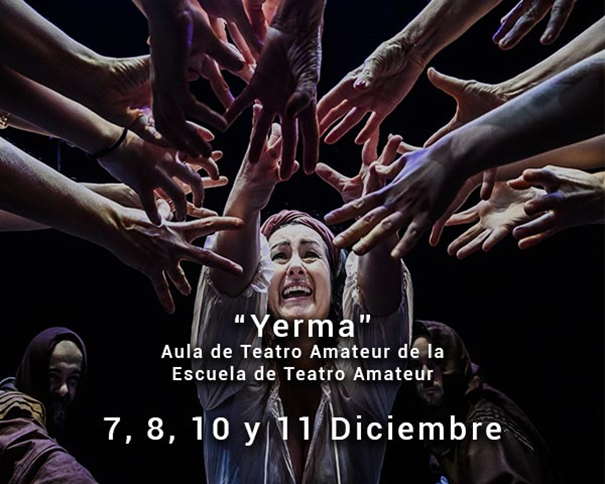 “Yerma”
Aula de Teatro Amateur de la
Escuela de Teatro Amateur
7, 8, 10 y 11 Diciembre